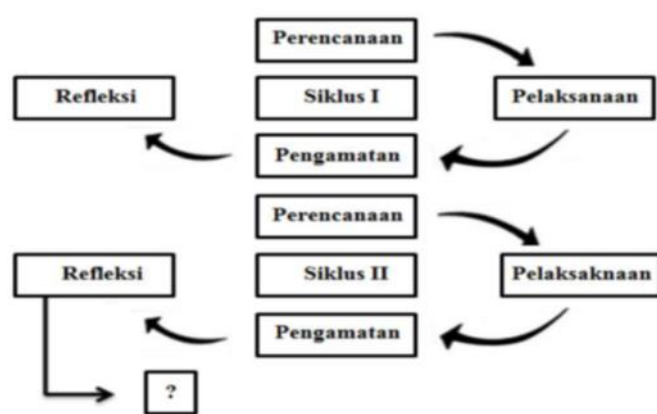 Perencanaan
Refleksi
Siklus I
Pelaksanaan
Pengamatan
Perencanaan
Refleksi
Siklus II
Pelaksaknaan
Pengamatan
?